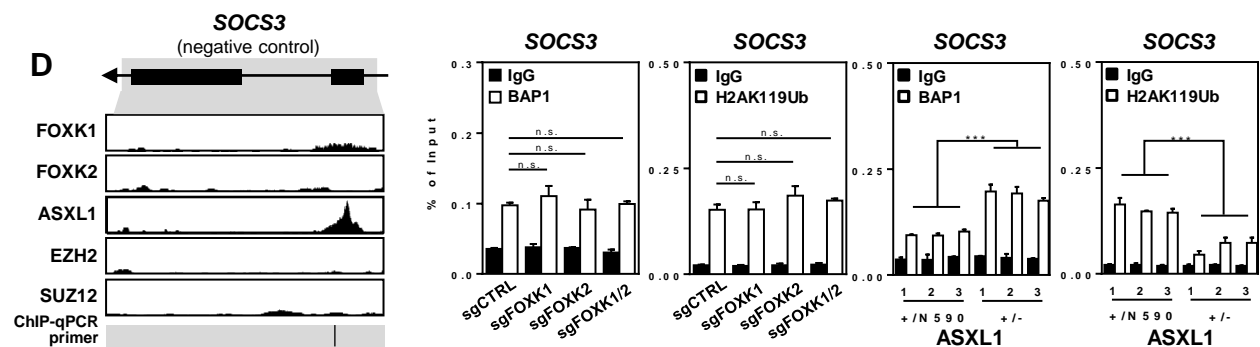 D
SOCS3
(negative control)
FOXK1
FOXK2
ASXL1
EZH2
SUZ12
ChIP-qPCR
primer
SOCS3
% of Input
0.3
0.2
0.1
0.0
IgG
BAP1
n.s.
n.s.
n.s.
sgCTRL
sgFOXK1
sgFOXK2
sgFOXK1/2
SOCS3
0.50
0.25
0.00
IgG
H2AK119Ub
n.s.
n.s.
n.s.
sgCTRL
sgFOXK1
sgFOXK2
sgFOXK1/2
SOCS3
0.50
0.25
0.00
IgG
BAP1
***
1 2 3 1 2 3
+/N590 +/-
ASXL1
SOCS3
0.50
0.25
0.00
IgG
H2AK119Ub
***
1 2 3 1 2 3
+/N590 +/-
ASXL1